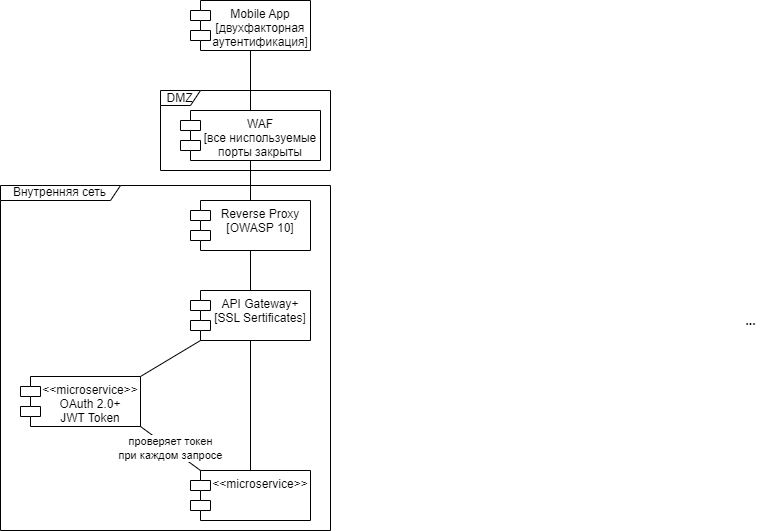 Mobile App
[двухфакторная
аутентификация]
DMZ
WAF
[все ниспользуемые
порты закрыты
Внутренняя сеть
Reverse Proxy
[OWASP 10]
API Gateway+
[SSL Sertificates]
...
<<microservice>>
OAuth 2.0+
JWT Token
проверяет токен
при каждом запросе
<<microservice>>